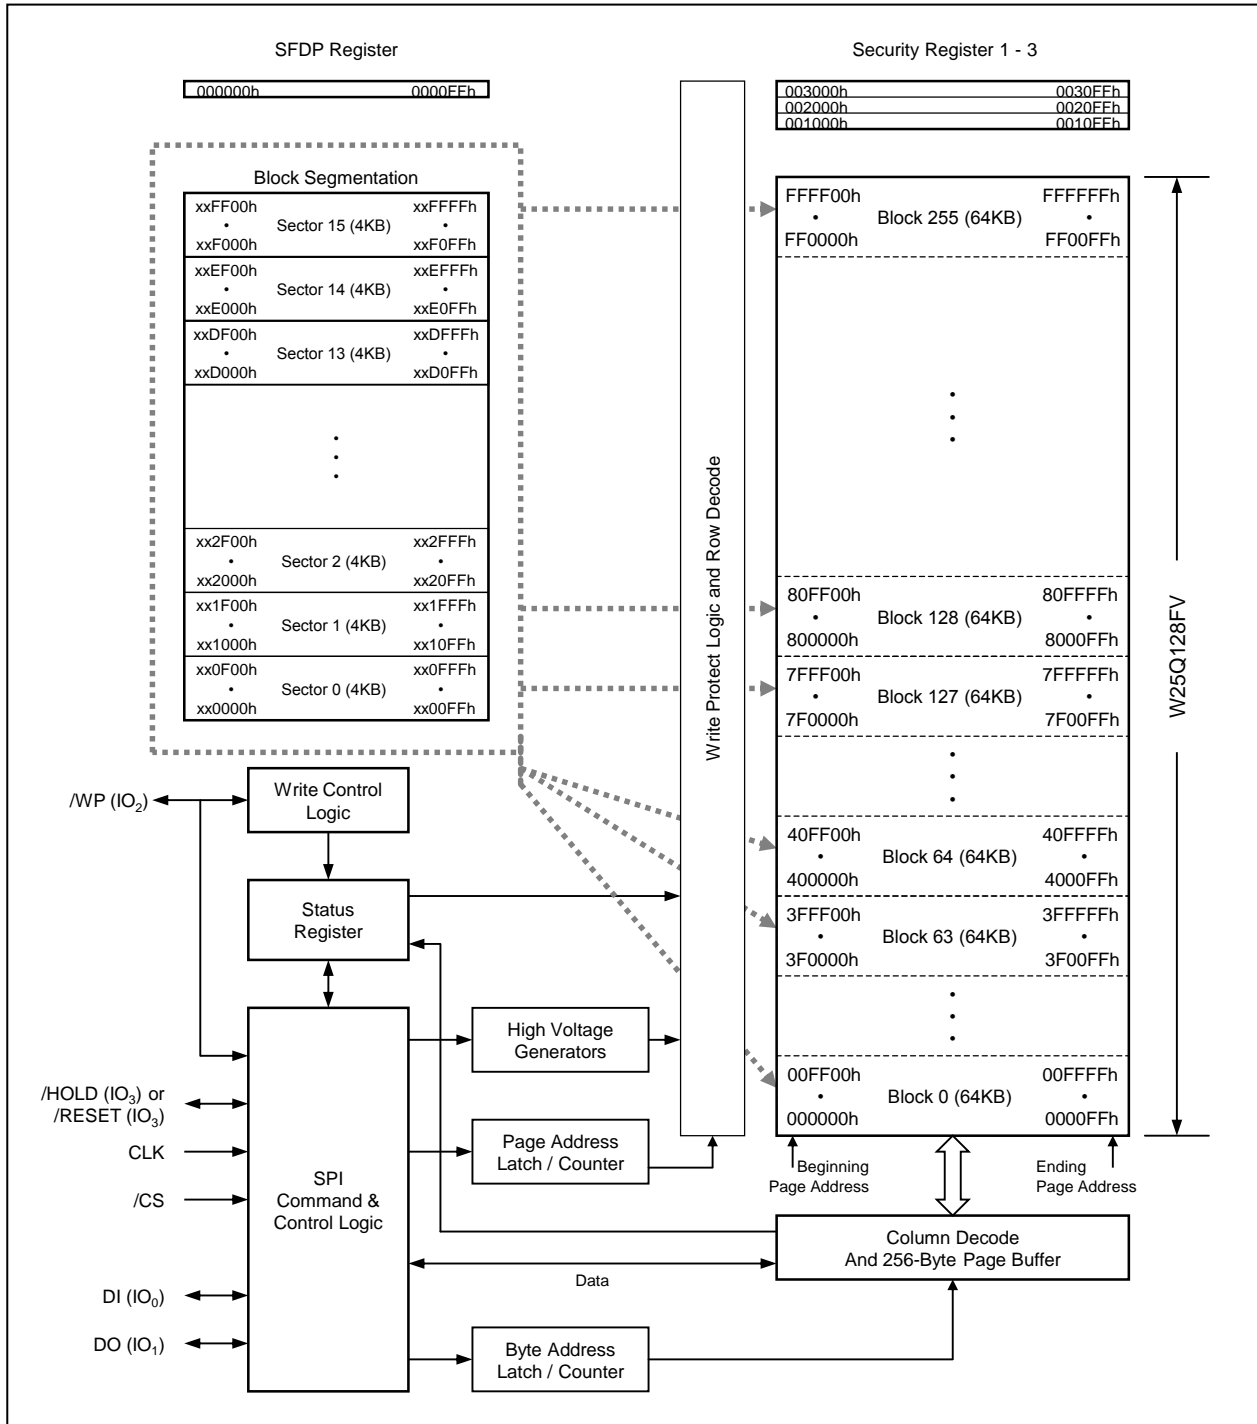 SFDP Register
000000h 0000FFh
Security Register 1 - 3
003000h 0030FFh
002000h 0020FFh
001000h 0010FFh
Block Segmentation
xxFF00h xxFFFFh
• Sector 15 (4KB) •
xxF000h xxF0FFh
xxEF00h xxEFFFh
• Sector 14 (4KB) •
xxE000h xxE0FFh
xxDF00h xxDFFFh
• Sector 13 (4KB) •
xxD000h xxD0FFh
xx2F00h xx2FFFh
• Sector 2 (4KB) •
xx2000h xx20FFh
xx1F00h xx1FFFh
• Sector 1 (4KB) •
xx1000h xx10FFh
xx0F00h xx0FFFh
• Sector 0 (4KB) •
xx0000h xx00FFh
Write Protect Logic and Row Decode
FFFF00h FFFFFFh
• Block 255 (64KB) •
FF0000h FF00FFh
80FF00h 80FFFFh
• Block 128 (64KB) •
800000h 8000FFh
7FFF00h 7FFFFFh
• Block 127 (64KB) •
7F0000h 7F00FFh
40FF00h 40FFFFh
• Block 64 (64KB) •
400000h 4000FFh
3FFF00h 3FFFFFh
• Block 63 (64KB) •
3F0000h 3F00FFh
00FF00h 00FFFFh
• Block 0 (64KB) •
000000h 0000FFh
W25Q128FV
Beginning
Page Address
Ending
Page Address
/WP (IO2)
Write Control
Logic
Status
Register
High Voltage
Generators
/HOLD (IO3) or
/RESET (IO3)
CLK
/CS
DI (IO0)
DO (IO1)
SPI
Command &
Control Logic
Page Address
Latch / Counter
Column Decode
And 256-Byte Page Buffer
Data
Byte Address
Latch / Counter